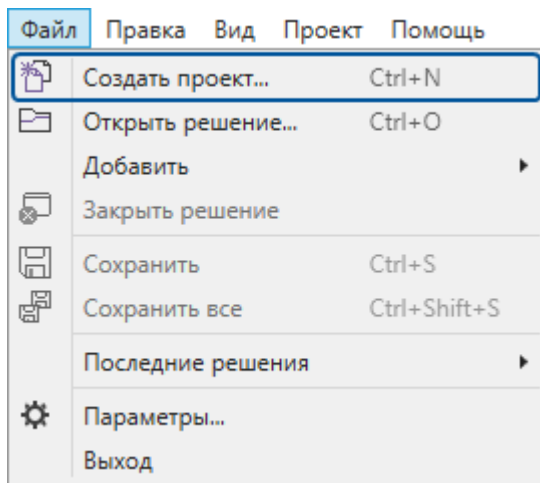 Файл Правка Вид Проект Помощь
Создать проект... Ctrl+N
Открыть решение... Ctrl+O
Добавить
Закрыть решение
Сохранить Ctrl+S
Сохранить все Ctrl+Shift+S
Последние решения
Параметры...
Выход